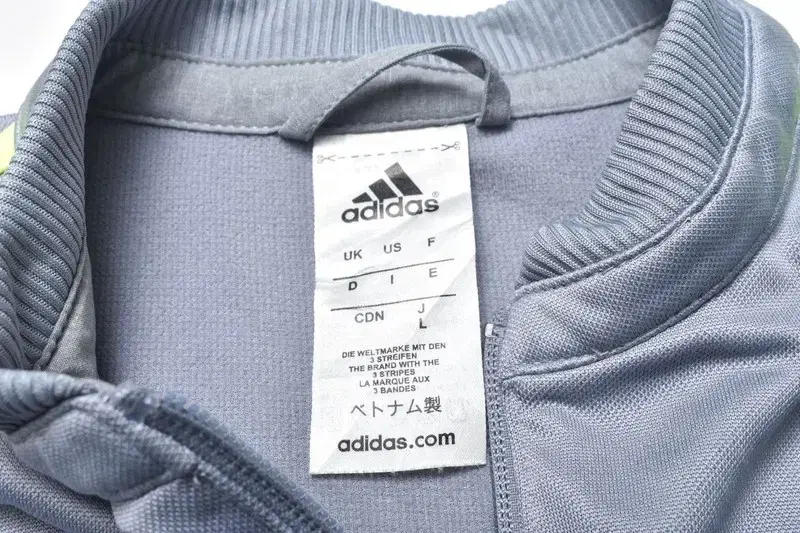 adidas®
UK US F
D I E
CDN J
L
DIE WELTMARKE MIT DEN
3 STREIFEN
THE BRAND WITH THE
3 STRIPES
LA MARQUE AUX
3 BANDES
ベトナム製
adidas.com